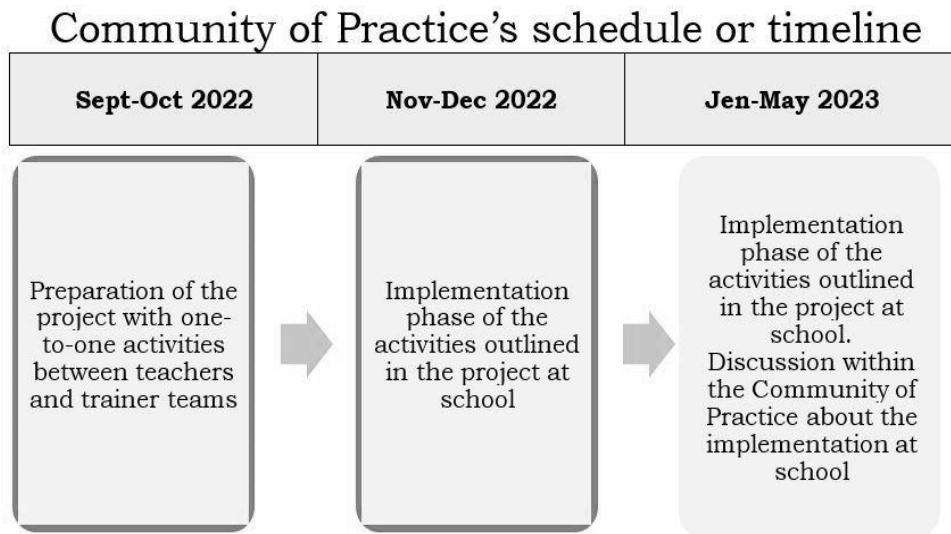 Community of Practice’s schedule or timeline
Sept-Oct 2022
Nov-Dec 2022
Jen-May 2023
Preparation of the
project with one-
to-one activities
between teachers
and trainer teams
Implementation
phase of the
activities outlined
in the project at
school
Implementation
phase of the
activities outlined
in the project at
school.
Discussion within
the Community of
Practice about the
implementation at
school